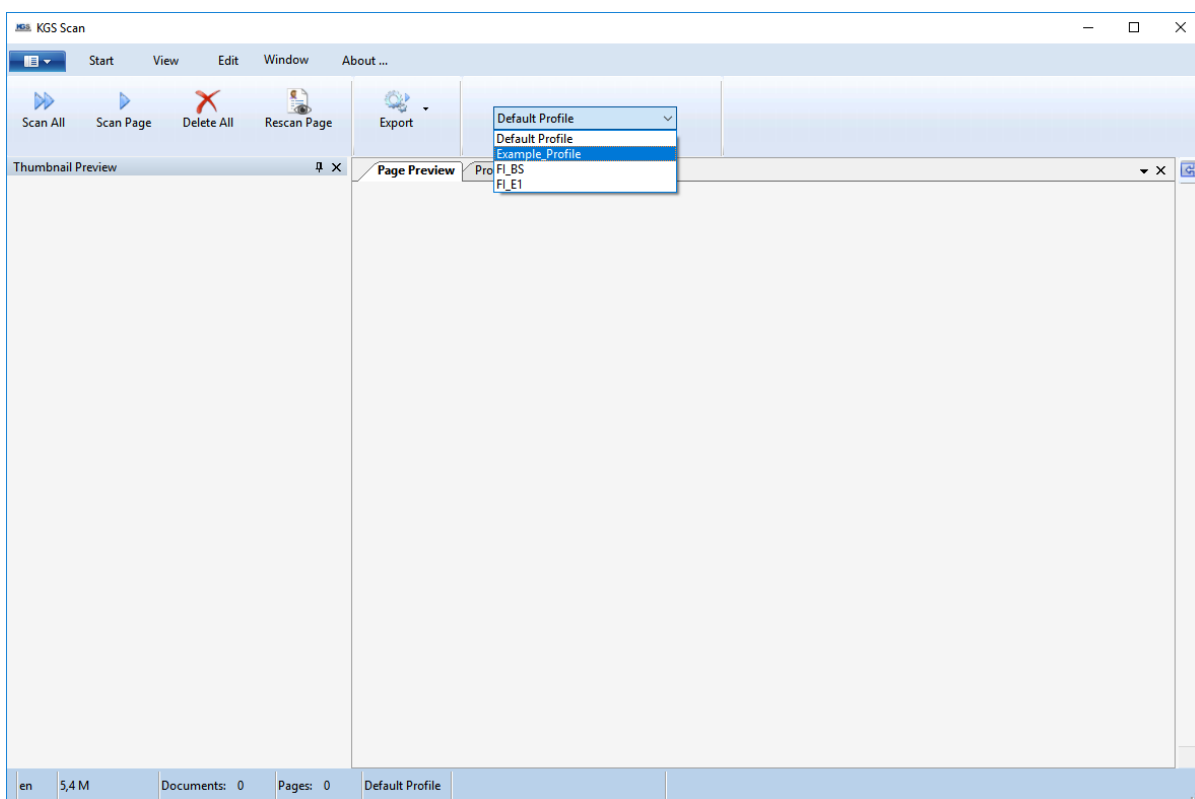 KGS KGS Scan
Start View Edit Window About ...
Scan All Scan Page Delete All Rescan Page Export
Default Profile
Default Profile
Example_Profile
FI_BS
FI_E1
Thumbnail Preview
Page Preview Pro
en 5,4 M Documents: 0 Pages: 0 Default Profile